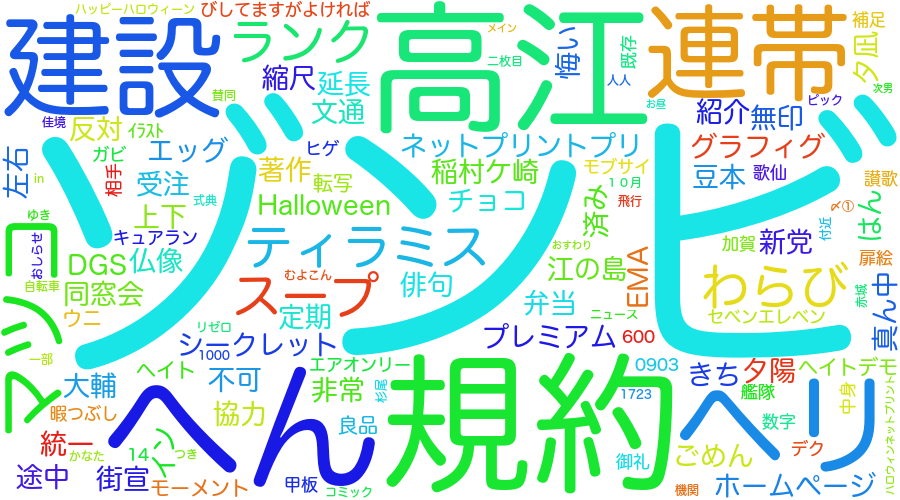 ハッピーハロウィーン
びしてますがよければ
メイン
補足
建設
ランク
高江
連帯
夕凪
悔い
既存
二枚目
人人
次男
縮尺
延長
賛同
文通
お昼
紹介
無印
ピック
佳境
反対
イラスト
エッグ
ヒゲ
ネットプリントプリ
グラフィグ
左右
ガビ
相手
著作
稲村ケ崎
モブサイ
豆本
歌仙
讃歌
in
受注
転写
10月
飛行
式典
Halloween
チョコ
済み
〆①
はん
ゆき
上下
おしらせ
キュアラン
ゾンビ
ティラミス
おすわり
加賀
新党
付近
扉絵
DGS
仏像
むよこん
江の島
EMA
わらび
真ん中
自転車
同窓会
スープ
俳句
弁当
赤城
マツコ
ウニ
定期
リゼロ
ニュース
セブンエレベン
シークレット
1000
プレミアム
600
一部
ヘイト
エアオンリー
0903
夕陽
ヘイトデモ
大輔
不可
非常
杉尾
きち
艦隊
中身
1723
暇つぶし
へん
協力
良品
規約
ヘリ
数字
統一
かなた
14
イン
つき
御礼
ごめん
デク
途中
街宣
モーメント
甲板
コミック
機関
ホームページ
ハロウィンネットプリント